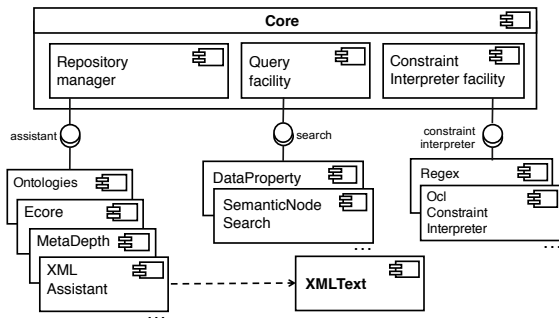 Core
Repository
manager
Query
facility
Constraint
Interpreter facility
assistant
search
constraint
interpreter
Ontologies
Ecore
MetaDepth
XML
Assistant
...
DataProperty
SemanticNode
Search
...
Regex
Ocl
Constraint
Interpreter
...
XMLText